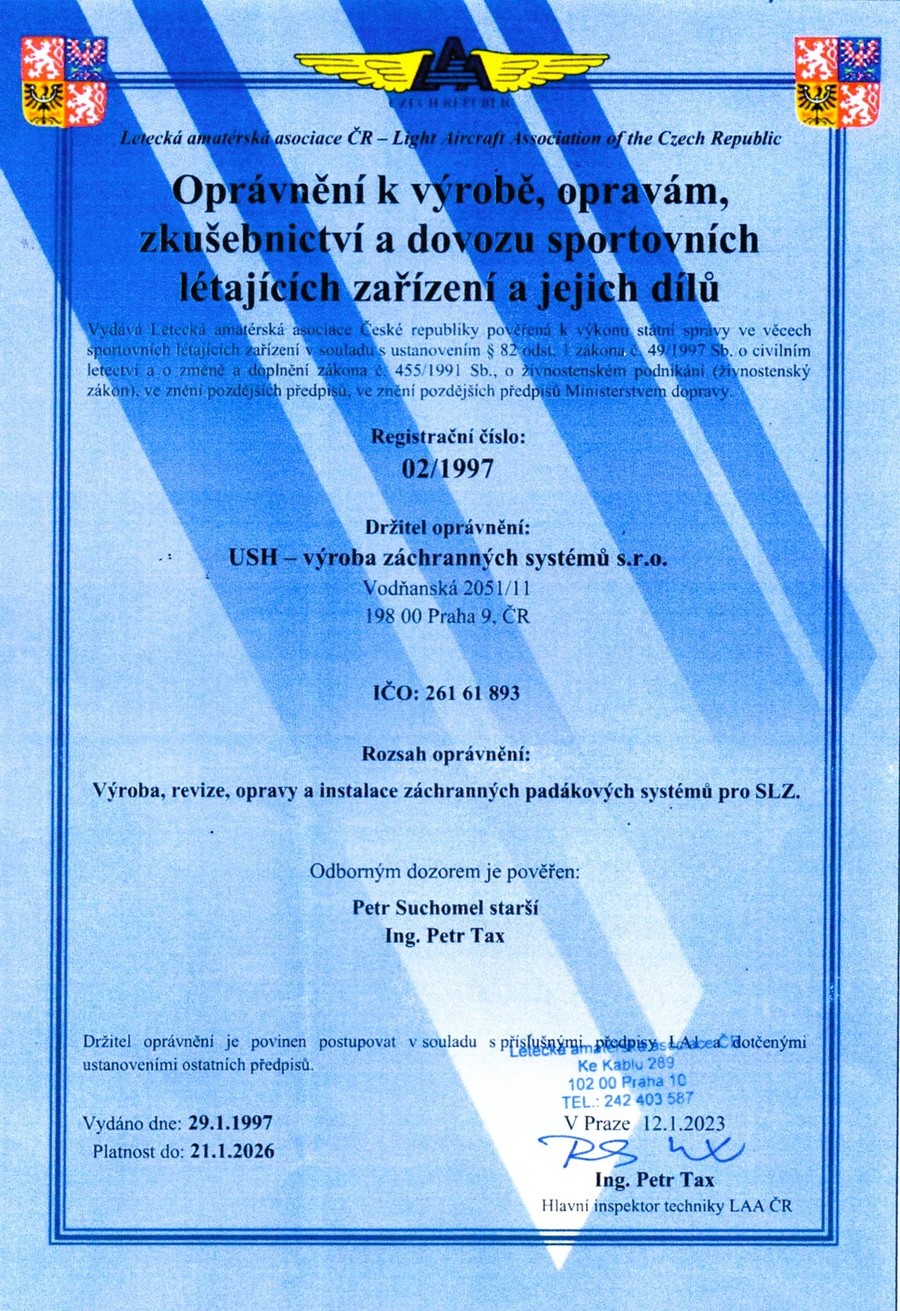 LAA
CZECH REPUBLIC
Letecká amatérská asociace ČR – Light Aircraft Association of the Czech Republic
Oprávnění k výrobě, opravám,
zkušebnictví a dovozu sportovních
létajících zařízení a jejich dílů
Vydává Letecká amatérská asociace České republiky pověřená k výkonu státní správy ve věcech
sportovních létajících zařízení v souladu s ustanovením § 82 odst. 1 zákona č. 49/1997 Sb. o civilním
letectví a o změně a doplnění zákona č. 455/1991 Sb., o živnostenském podnikání (živnostenský
zákon), ve znění pozdějších předpisů, ve znění pozdějších předpisů Ministerstvem dopravy.
Registrační číslo:
02/1997
Držitel oprávnění:
USH – výroba záchranných systémů s.r.o.
Vodňanská 2051/11
198 00 Praha 9, ČR
IČO: 261 61 893
Rozsah oprávnění:
Výroba, revize, opravy a instalace záchranných padákových systémů pro SLZ.
Odborným dozorem je pověřen:
Petr Suchomel starší
Ing. Petr Tax
Držitel oprávnění je povinen postupovat v souladu s příslušnými předpisy LAA a dotčenými
ustanoveními ostatních předpisů.
Letecká amatérská asociace ČR
Ke Kablu 289
102 00 Praha 10
TEL.: 242 403 587
Vydáno dne: 29.1.1997
V Praze 12.1.2023
Platnost do: 21.1.2026
Ing. Petr Tax
Hlavní inspektor techniky LAA ČR